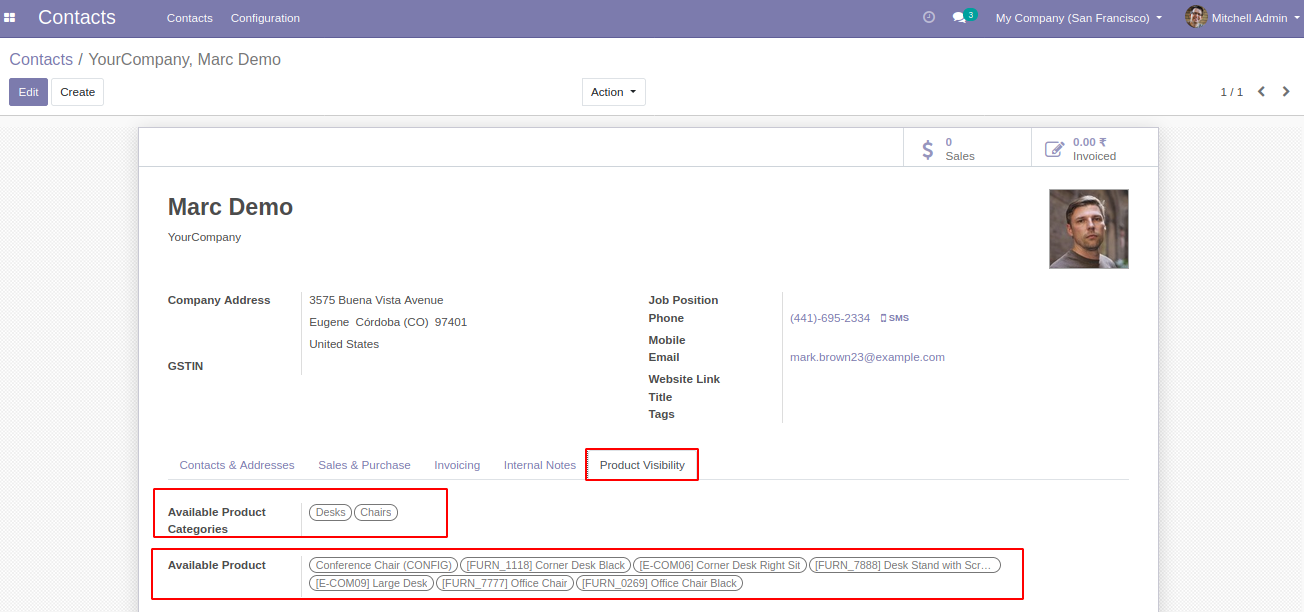 Contacts Contacts Configuration 3 My Company (San Francisco) Mitchell Admin
Contacts / YourCompany, Marc Demo
Edit Create Action 1 / 1
0
Sales
0.00 ₹
Invoiced
Marc Demo
YourCompany
Company Address 3575 Buena Vista Avenue
Eugene Córdoba (CO) 97401
United States
GSTIN
Job Position
Phone (441)-695-2334 SMS
Mobile
Email mark.brown23@example.com
Website Link
Title
Tags
Contacts & Addresses Sales & Purchase Invoicing Internal Notes Product Visibility
Available Product Desks Chairs
Categories
Available Product Conference Chair (CONFIG) [FURN_1118] Corner Desk Black [E-COM06] Corner Desk Right Sit [FURN_7888] Desk Stand with Scr…
[E-COM09] Large Desk [FURN_7777] Office Chair [FURN_0269] Office Chair Black